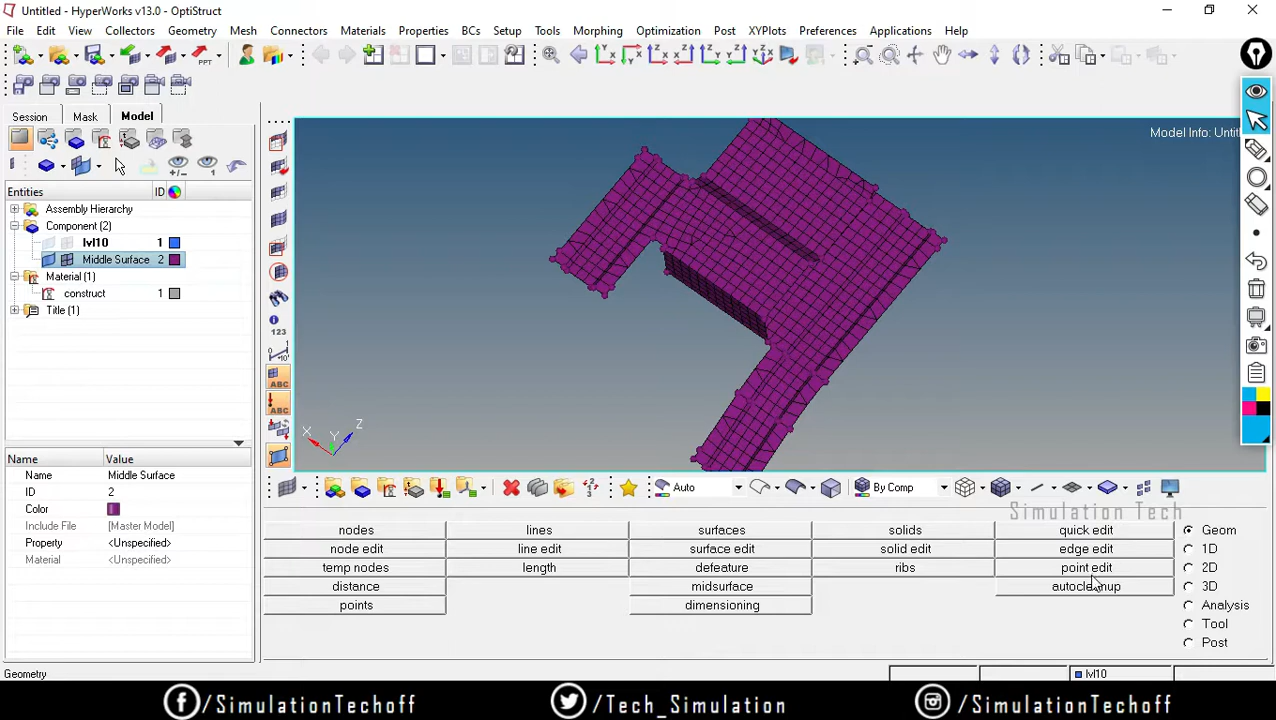 Untitled - HyperWorks v13.0 - OptiStruct
File Edit View Collectors Geometry Mesh Connectors Materials Properties BCs Setup Tools Morphing Optimization Post XYPlots Preferences Applications Help
Session Mask Model
Entities ID
Assembly Hierarchy
Component (2)
lvl10 1
Middle Surface 2
Material (1)
construct 1
Title (1)
Name Value
Name Middle Surface
ID 2
Color
Include File [Master Model]
Property <Unspecified>
Material <Unspecified>
Model Info: Untitl
123
ABC
ABC
X Y Z
Auto By Comp
Simulation Tech
nodes lines surfaces solids quick edit Geom
node edit line edit surface edit solid edit edge edit 1D
temp nodes length defeature ribs point edit 2D
distance midsurface autocleanup 3D
points dimensioning Analysis
Tool
Post
Geometry lvl10
/SimulationTechoff /Tech_Simulation /SimulationTechoff